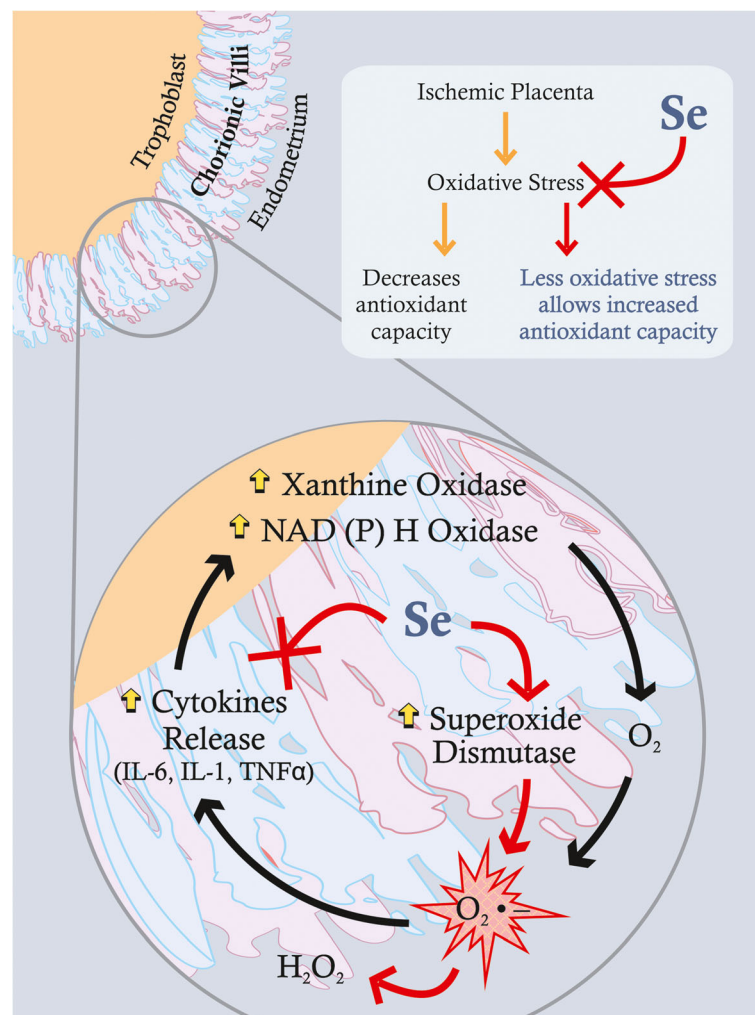 Trophoblast
Chorionic Villi
Endometrium
Ischemic Placenta
Se
Oxidative Stress
Decreases
antioxidant
capacity
Less oxidative stress
allows increased
antioxidant capacity
Xanthine Oxidase
NAD (P) H Oxidase
Se
Cytokines
Release
(IL-6, IL-1, TNFα)
Superoxide
Dismutase
O₂
O₂ • –
H₂O₂